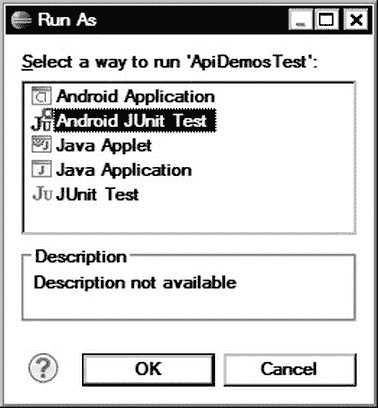 Run As
Select a way to run 'ApiDemosTest':
Android Application
Android JUnit Test
Java Applet
Java Application
JUnit Test
Description
Description not available
OK
Cancel